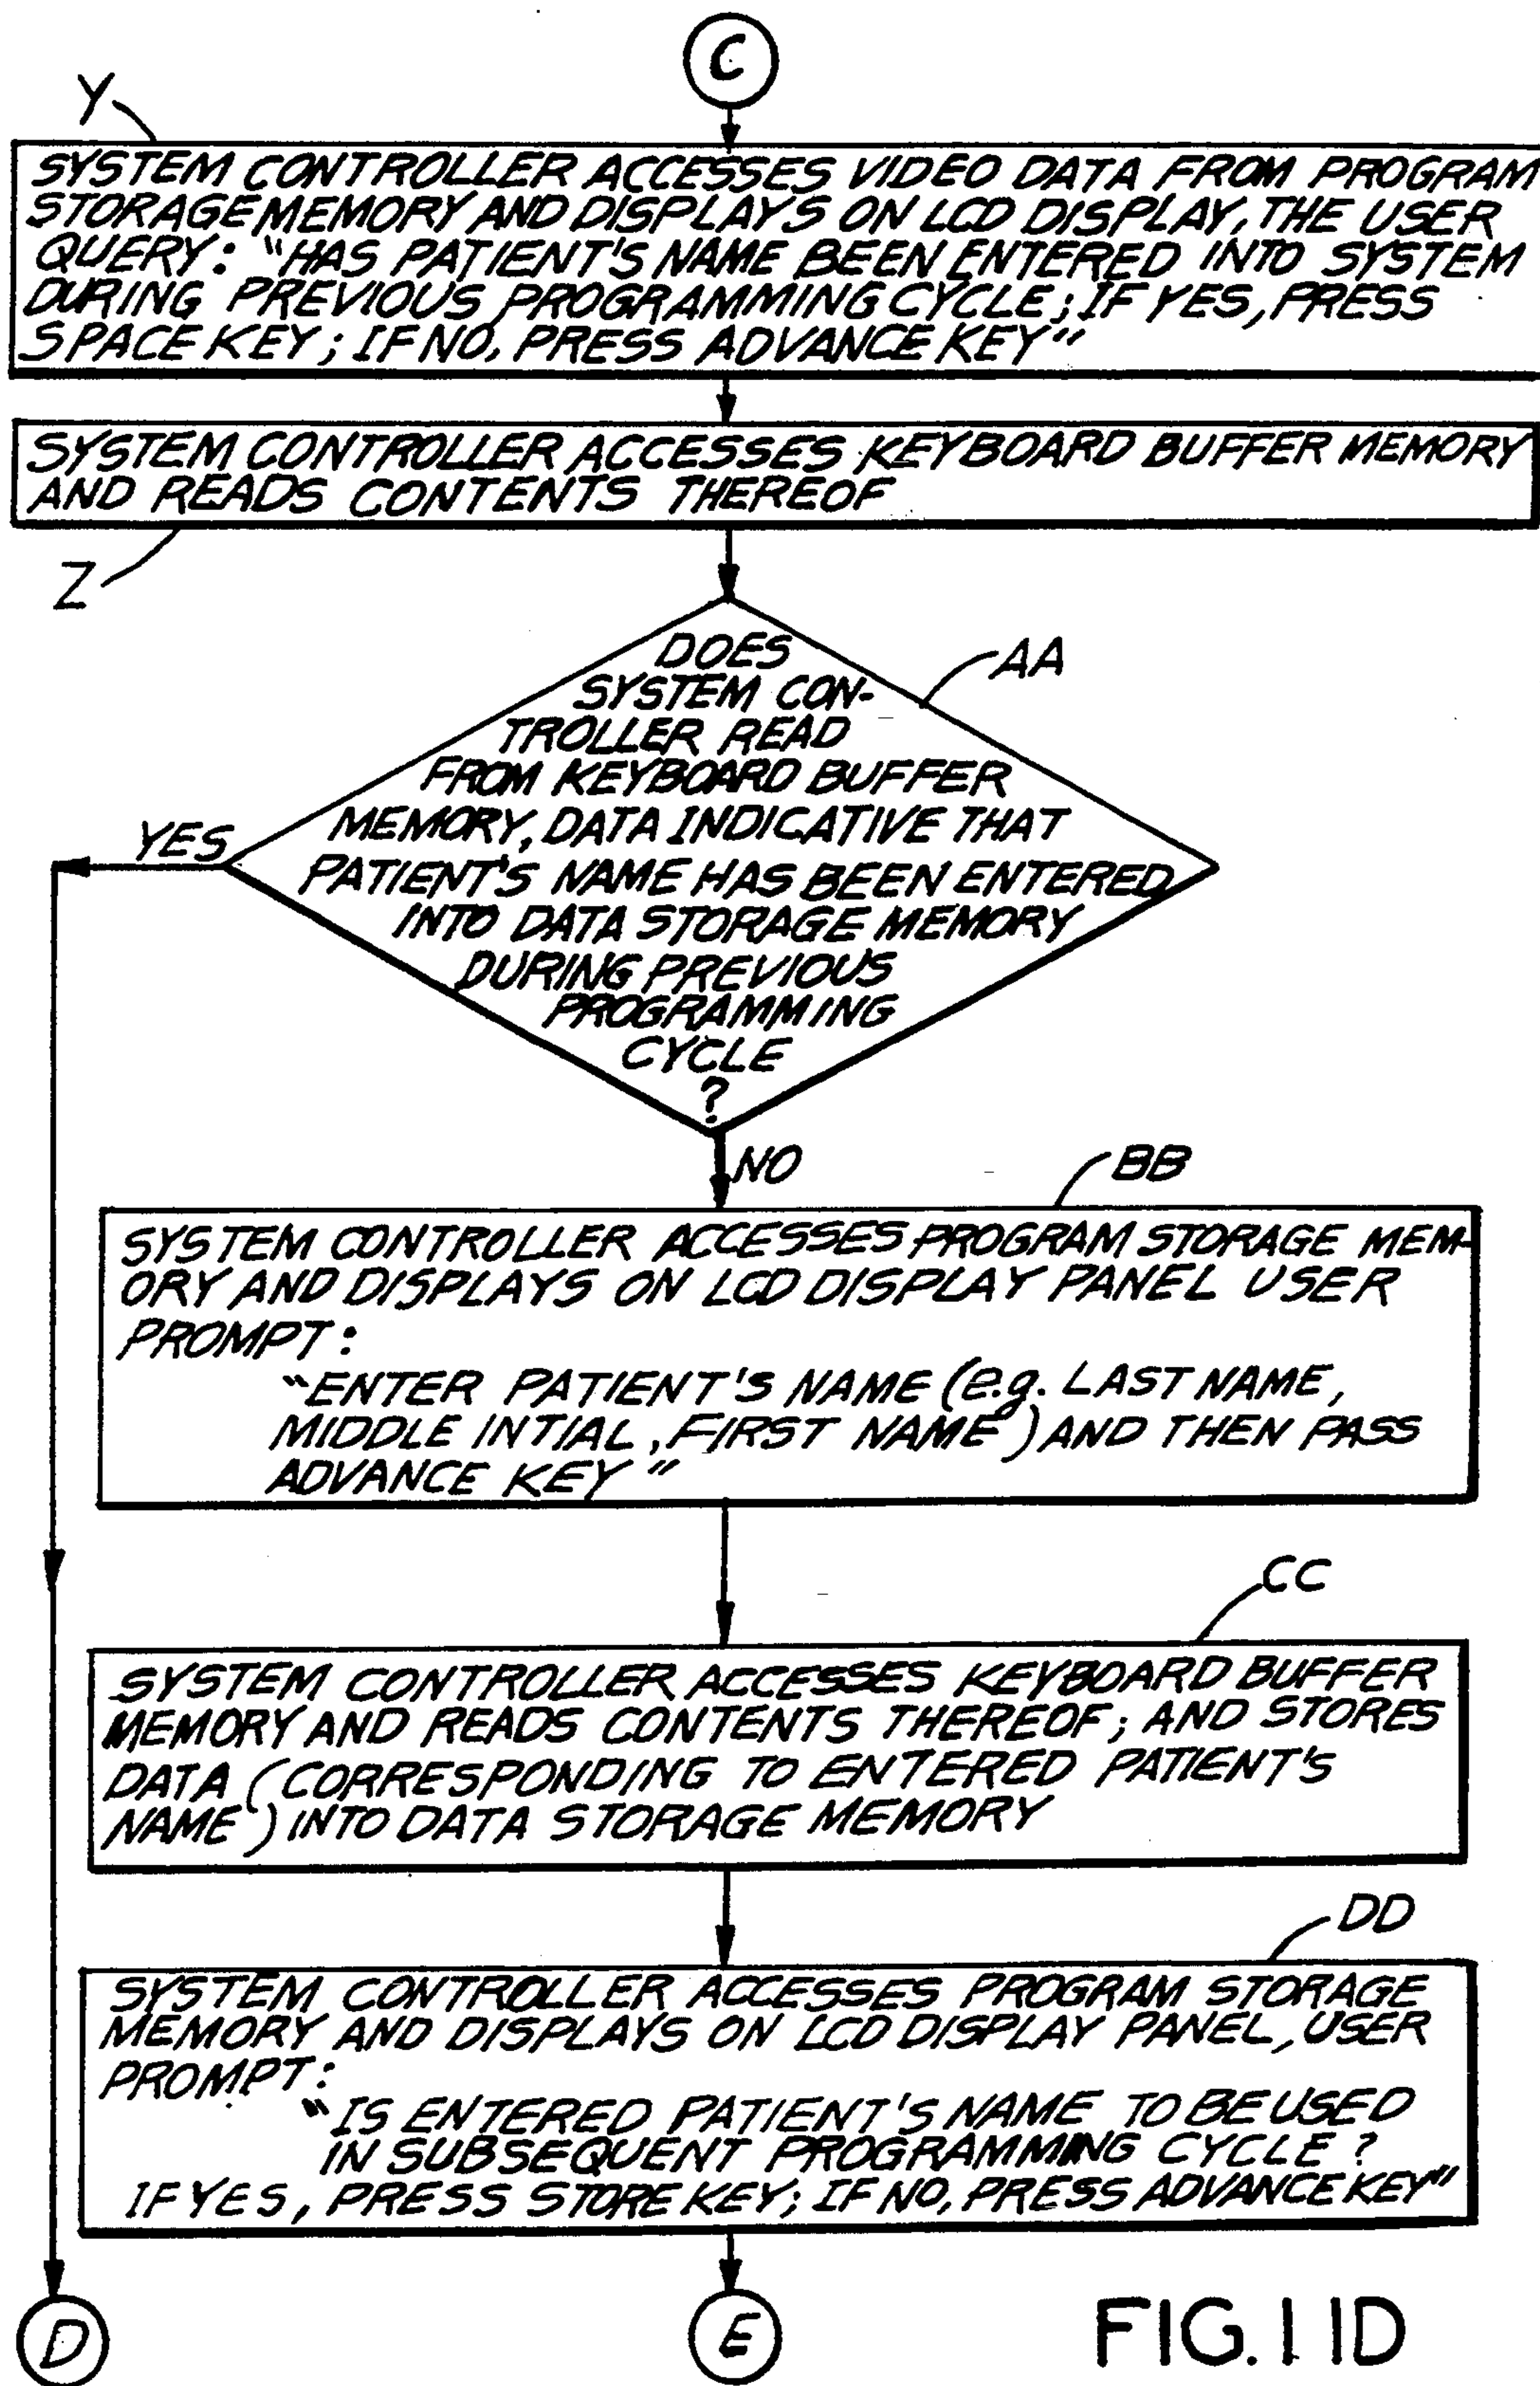 C
Y
SYSTEM CONTROLLER ACCESSES VIDEO DATA FROM PROGRAM
STORAGE MEMORY AND DISPLAYS ON LCD DISPLAY, THE USER
QUERY: "HAS PATIENT'S NAME BEEN ENTERED INTO SYSTEM
DURING PREVIOUS PROGRAMMING CYCLE; IF YES, PRESS
SPACE KEY; IF NO, PRESS ADVANCE KEY"
SYSTEM CONTROLLER ACCESSES KEYBOARD BUFFER MEMORY
AND READS CONTENTS THEREOF
Z
DOES
SYSTEM CON-
TROLLER READ
FROM KEYBOARD BUFFER
MEMORY, DATA INDICATIVE THAT
PATIENT'S NAME HAS BEEN ENTERED
INTO DATA STORAGE MEMORY
DURING PREVIOUS
PROGRAMMING
CYCLE
?
AA
YES
NO
BB
SYSTEM CONTROLLER ACCESSES PROGRAM STORAGE MEM-
ORY AND DISPLAYS ON LCD DISPLAY PANEL USER
PROMPT:
"ENTER PATIENT'S NAME (e.g. LAST NAME,
MIDDLE INTIAL, FIRST NAME) AND THEN PASS
ADVANCE KEY"
CC
SYSTEM CONTROLLER ACCESSES KEYBOARD BUFFER
MEMORY AND READS CONTENTS THEREOF; AND STORES
DATA (CORRESPONDING TO ENTERED PATIENT'S
NAME) INTO DATA STORAGE MEMORY
DD
SYSTEM CONTROLLER ACCESSES PROGRAM STORAGE
MEMORY AND DISPLAYS ON LCD DISPLAY PANEL, USER
PROMPT:
"IS ENTERED PATIENT'S NAME TO BE USED
IN SUBSEQUENT PROGRAMMING CYCLE?
IF YES, PRESS STORE KEY; IF NO, PRESS ADVANCE KEY"
D
E
FIG. 11D